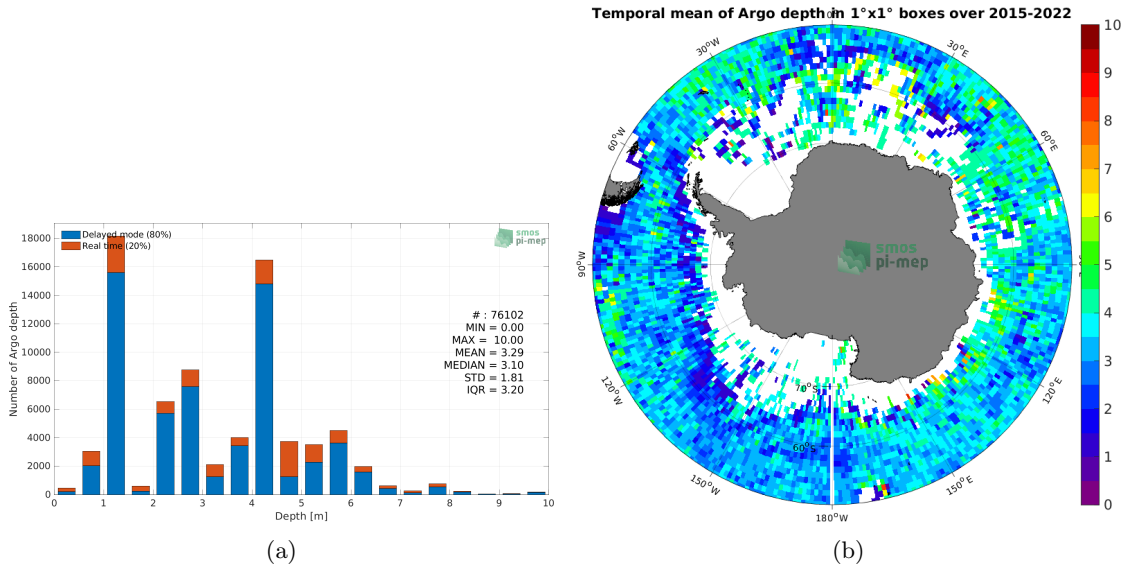 Temporal mean of Argo depth in 1°x1° boxes over 2015-2022
Delayed mode (80%)
Real time (20%)
smos
pi-mep
# : 76102
MIN = 0.00
MAX = 10.00
MEAN = 3.29
MEDIAN = 3.10
STD = 1.81
IQR = 3.20
Number of Argo depth
18000
16000
14000
12000
10000
8000
6000
4000
2000
0
0 1 2 3 4 5 6 7 8 9 10
Depth [m]
(a)
30°W
30°E
60°W
60°E
90°W
smos
pi-mep
120°W
120°E
70°S
60°S
150°W
150°E
180°W
10
9
8
7
6
5
4
3
2
1
0
(b)